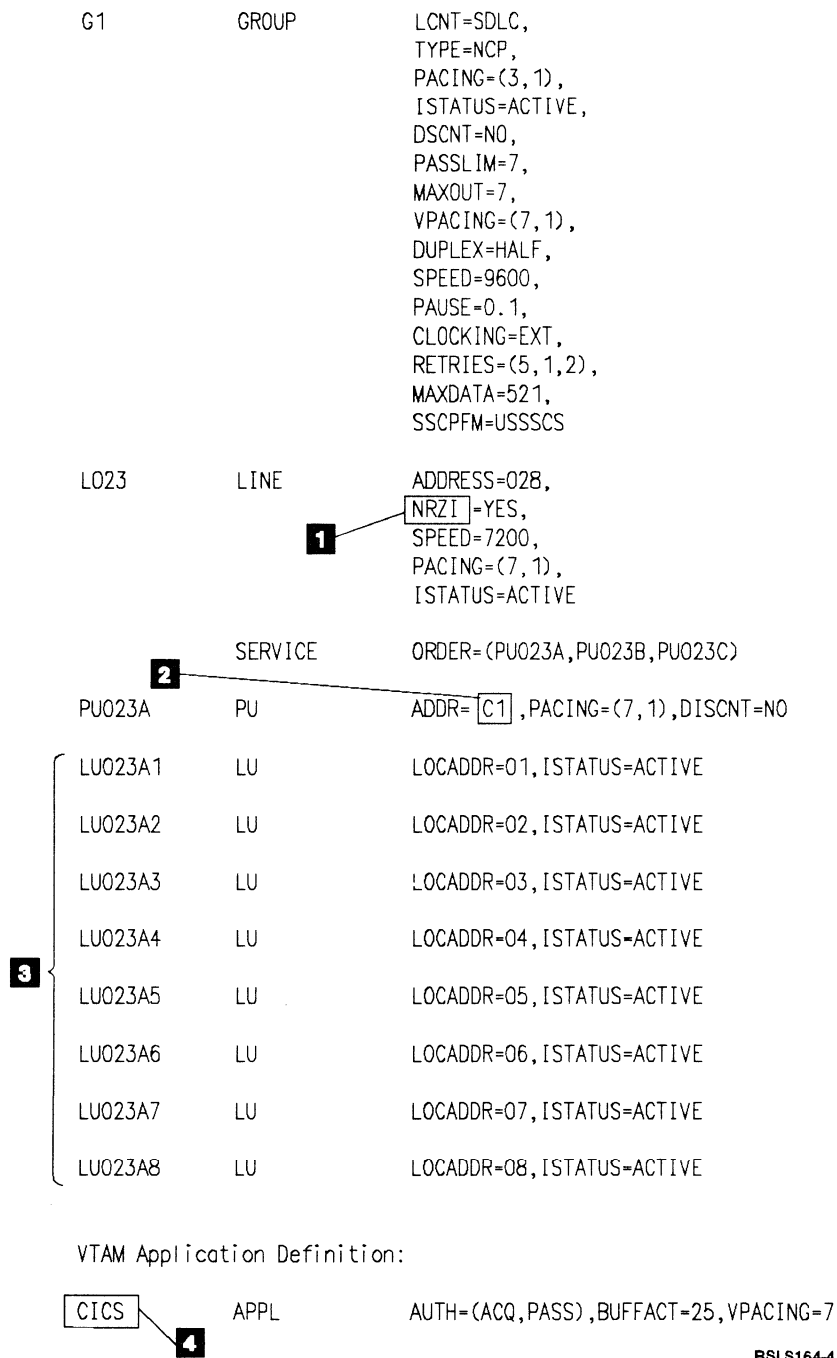 G1 GROUP LCNT=SDLC,
TYPE=NCP,
PACING=(3,1),
ISTATUS=ACTIVE,
DSCNT=NO,
PASSLIM=7,
MAXOUT=7,
VPACING=(7,1),
DUPLEX=HALF,
SPEED=9600,
PAUSE=0.1,
CLOCKING=EXT,
RETRIES=(5,1,2),
MAXDATA=521,
SSCPFM=USSSCS
L023 LINE ADDRESS=028,
NRZI =YES,
1 SPEED=7200,
PACING=(7,1),
ISTATUS=ACTIVE
SERVICE ORDER=(PU023A,PU023B,PU023C)
2
PU023A PU ADDR= C1 ,PACING=(7,1),DISCNT=NO
LU023A1 LU LOCADDR=01,ISTATUS=ACTIVE
LU023A2 LU LOCADDR=02,ISTATUS=ACTIVE
LU023A3 LU LOCADDR=03,ISTATUS=ACTIVE
LU023A4 LU LOCADDR=04,ISTATUS=ACTIVE
3
LU023A5 LU LOCADDR=05,ISTATUS=ACTIVE
LU023A6 LU LOCADDR=06,ISTATUS=ACTIVE
LU023A7 LU LOCADDR=07,ISTATUS=ACTIVE
LU023A8 LU LOCADDR=08,ISTATUS=ACTIVE
VTAM Application Definition:
CICS APPL AUTH=(ACQ,PASS),BUFFACT=25,VPACING=7
4
RSLS164-4